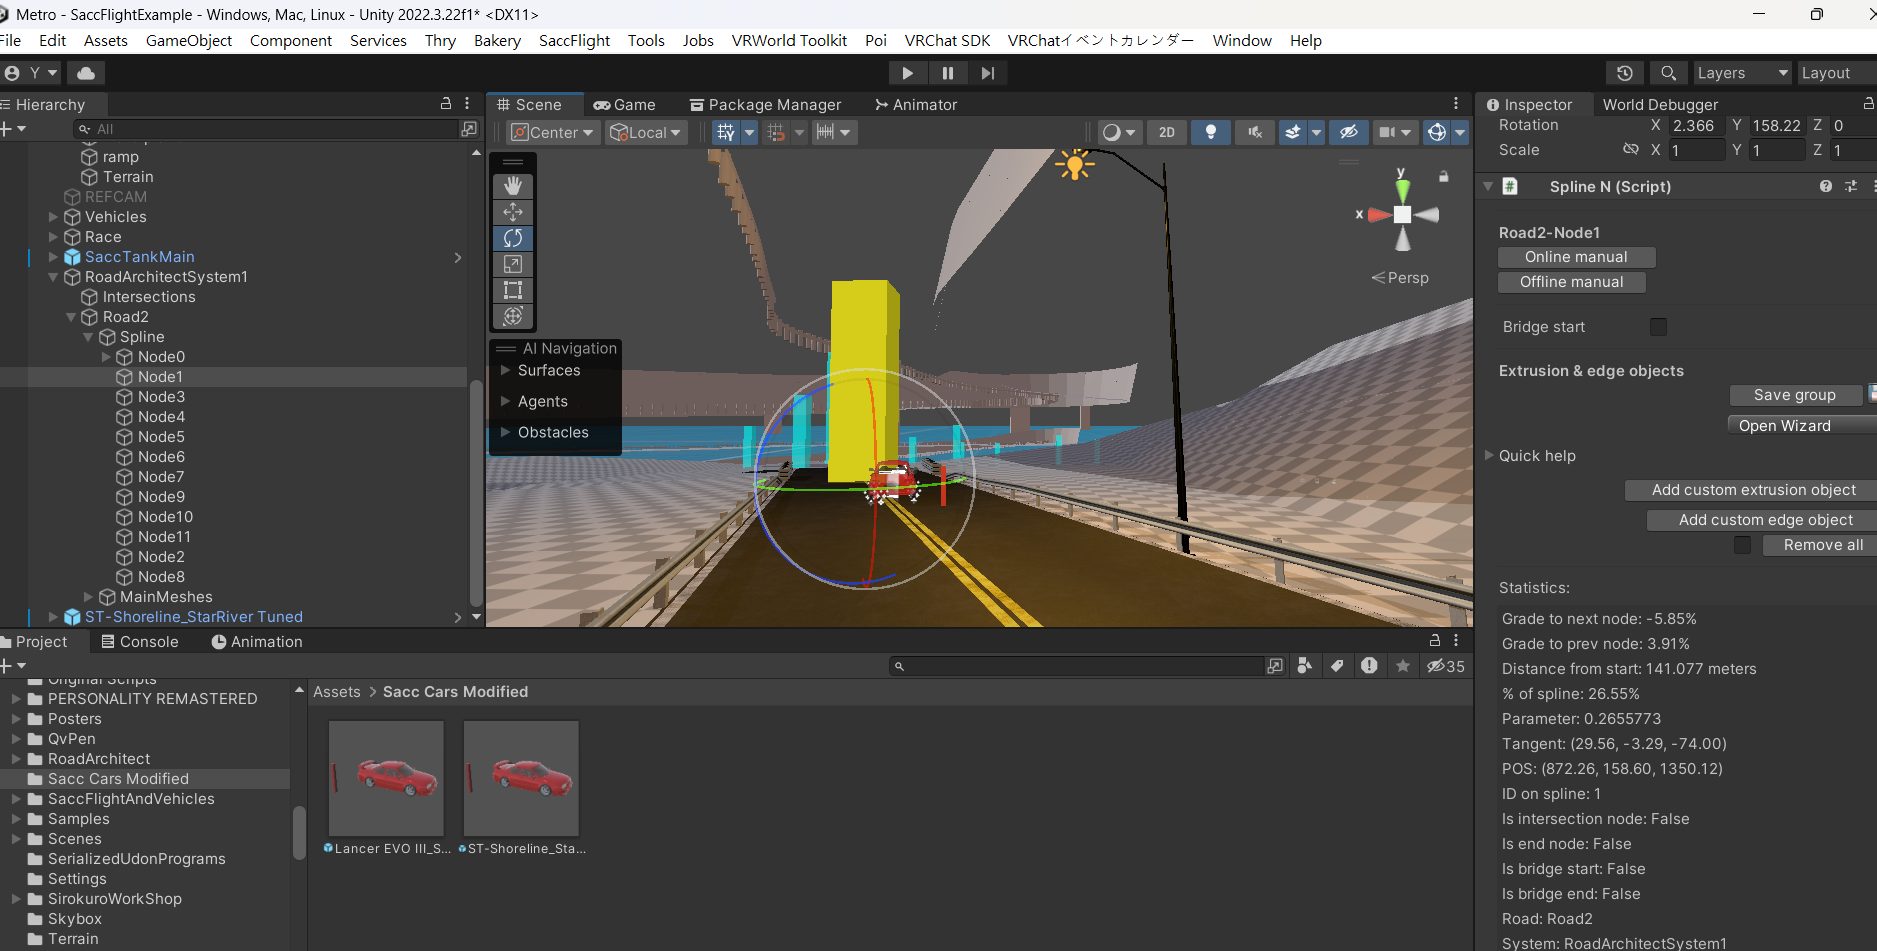 Metro - SaccFlightExample - Windows, Mac, Linux - Unity 2022.3.22f1* <DX11>
File Edit Assets GameObject Component Services Thry Bakery SaccFlight Tools Jobs VRWorld Toolkit Poi VRChat SDK VRChatイベントカレンダー Window Help
Y Layers Layout
Hierarchy
All
ramp
Terrain
REFCAM
Vehicles
Race
SaccTankMain
RoadArchitectSystem1
Intersections
Road2
Spline
Node0
Node1
Node3
Node4
Node5
Node6
Node7
Node9
Node10
Node11
Node2
Node8
MainMeshes
ST-Shoreline_StarRiver Tuned
Scene Game Package Manager Animator
Center Local 2D
AI Navigation
Surfaces
Agents
Obstacles
y
x
Persp
Inspector World Debugger
Rotation X 2.366 Y 158.22 Z 0
Scale X 1 Y 1 Z 1
# Spline N (Script)
Road2-Node1
Online manual
Offline manual
Bridge start
Extrusion & edge objects
Save group
Open Wizard
Quick help
Add custom extrusion object
Add custom edge object
Remove all
Statistics:
Grade to next node: -5.85%
Grade to prev node: 3.91%
Distance from start: 141.077 meters
% of spline: 26.55%
Parameter: 0.2655773
Tangent: (29.56, -3.29, -74.00)
POS: (872.26, 158.60, 1350.12)
ID on spline: 1
Is intersection node: False
Is end node: False
Is bridge start: False
Is bridge end: False
Road: Road2
System: RoadArchitectSystem1
Project Console Animation
35
Original Scripts
PERSONALITY REMASTERED
Posters
QvPen
RoadArchitect
Sacc Cars Modified
SaccFlightAndVehicles
Samples
Scenes
SerializedUdonPrograms
Settings
SirokuroWorkShop
Skybox
Terrain
Assets > Sacc Cars Modified
Lancer EVO III_S... ST-Shoreline_Sta...